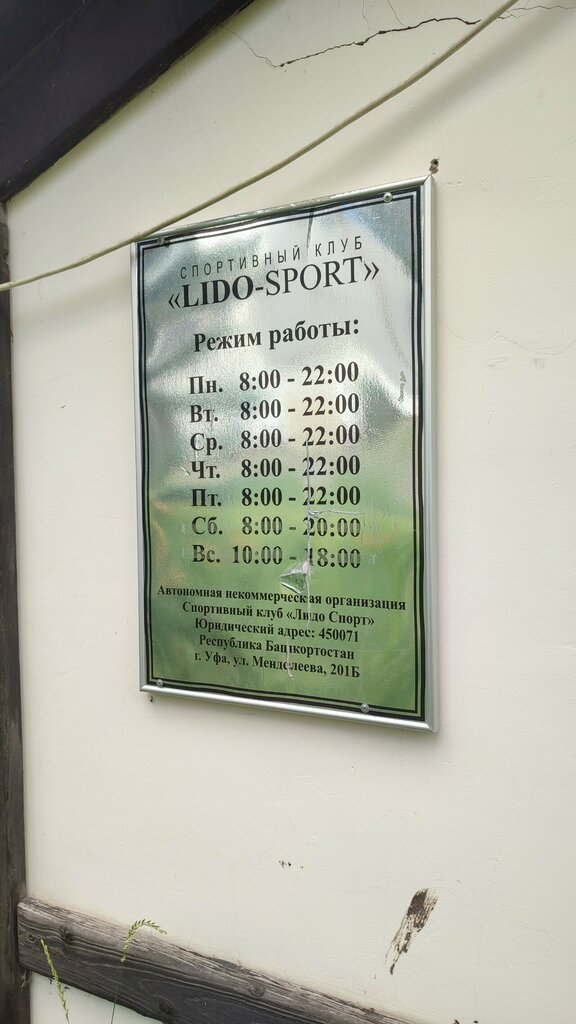 СПОРТИВНЫЙ КЛУБ
«LIDO-SPORT»
Режим работы:
Пн. 8:00 - 22:00
Вт. 8:00 - 22:00
Ср. 8:00 - 22:00
Чт. 8:00 - 22:00
Пт. 8:00 - 22:00
Сб. 8:00 - 20:00
Вс. 10:00 - 18:00
Автономная некоммерческая организация
Спортивный клуб «Лидо Спорт»
Юридический адрес: 450071
Республика Башкортостан
г. Уфа, ул. Менделеева, 201Б